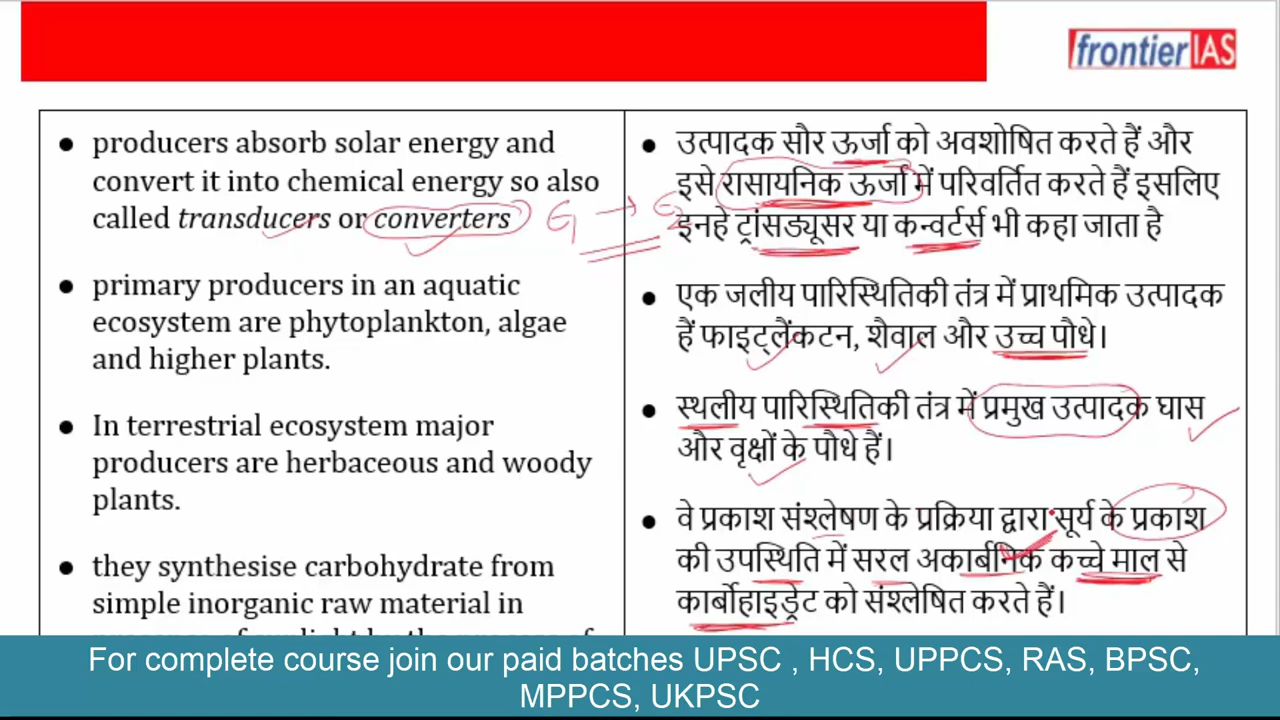 frontier IAS
● producers absorb solar energy and
convert it into chemical energy so also
called transducers or converters
G → G2
● primary producers in an aquatic
ecosystem are phytoplankton, algae
and higher plants.
● In terrestrial ecosystem major
producers are herbaceous and woody
plants.
● they synthesise carbohydrate from
simple inorganic raw material in
● उत्पादक सौर ऊर्जा को अवशोषित करते हैं और
इसे रासायनिक ऊर्जा में परिवर्तित करते हैं इसलिए
इनहे ट्रांसड्यूसर या कन्वर्टर्स भी कहा जाता है
● एक जलीय पारिस्थितिकी तंत्र में प्राथमिक उत्पादक
हैं फाइट्लैंकटन, शैवाल और उच्च पौधे।
● स्थलीय पारिस्थितिकी तंत्र में प्रमुख उत्पादक घास
और वृक्षों के पौधे हैं।
● वे प्रकाश संश्लेषण के प्रक्रिया द्वारा सूर्य के प्रकाश
की उपस्थिति में सरल अकार्बनिक कच्चे माल से
कार्बोहाइड्रेट को संश्लेषित करते हैं।
For complete course join our paid batches UPSC , HCS, UPPCS, RAS, BPSC,
MPPCS, UKPSC